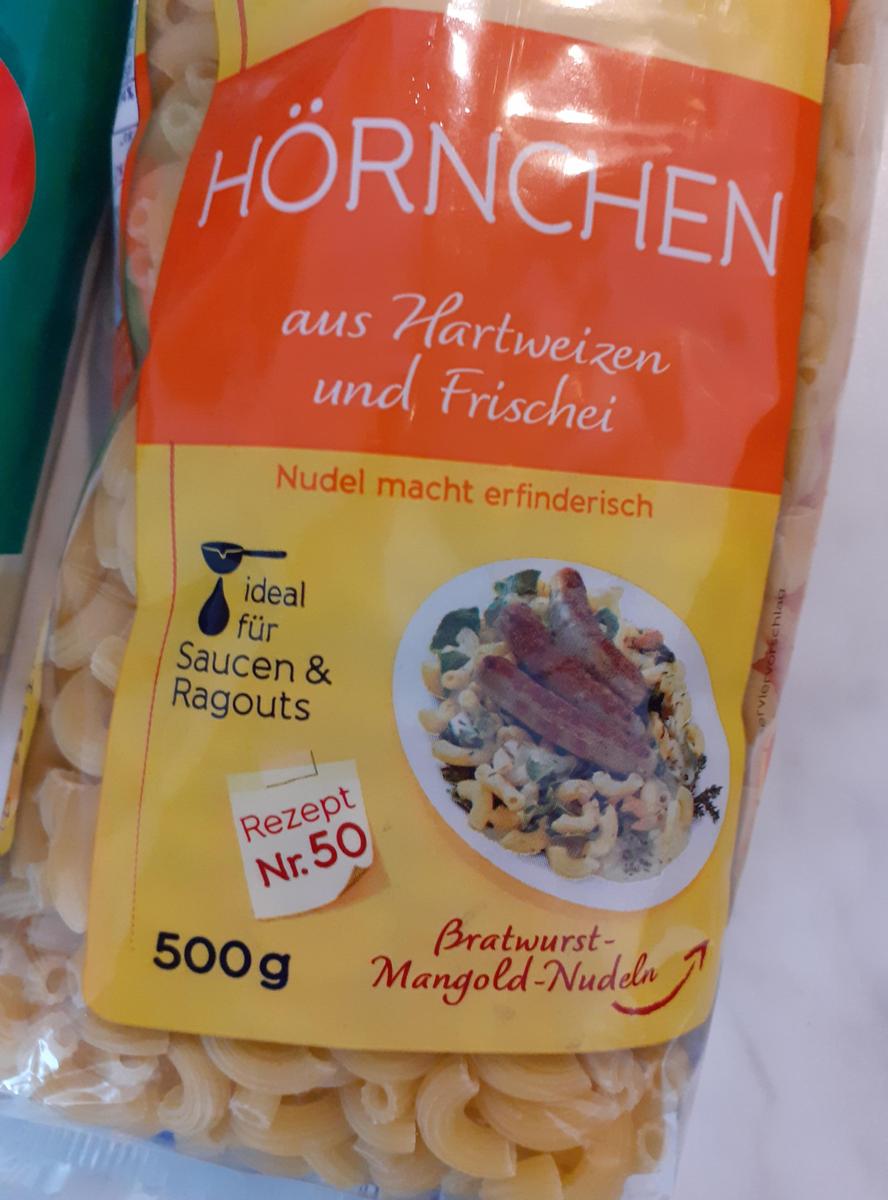 HÖRNCHEN
aus Hartweizen
und Frischei
Nudel macht erfinderisch
ideal
für
Saucen &
Ragouts
Rezept
Nr. 50
500g
Bratwurst-
Mangold-Nudeln